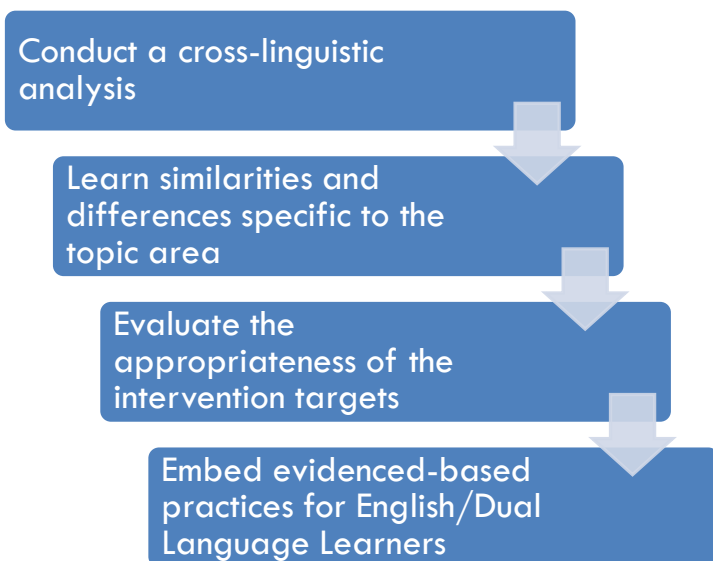 Conduct a cross-linguistic
analysis
Learn similarities and
differences specific to the
topic area
Evaluate the
appropriateness of the
intervention targets
Embed evidenced-based
practices for English/Dual
Language Learners